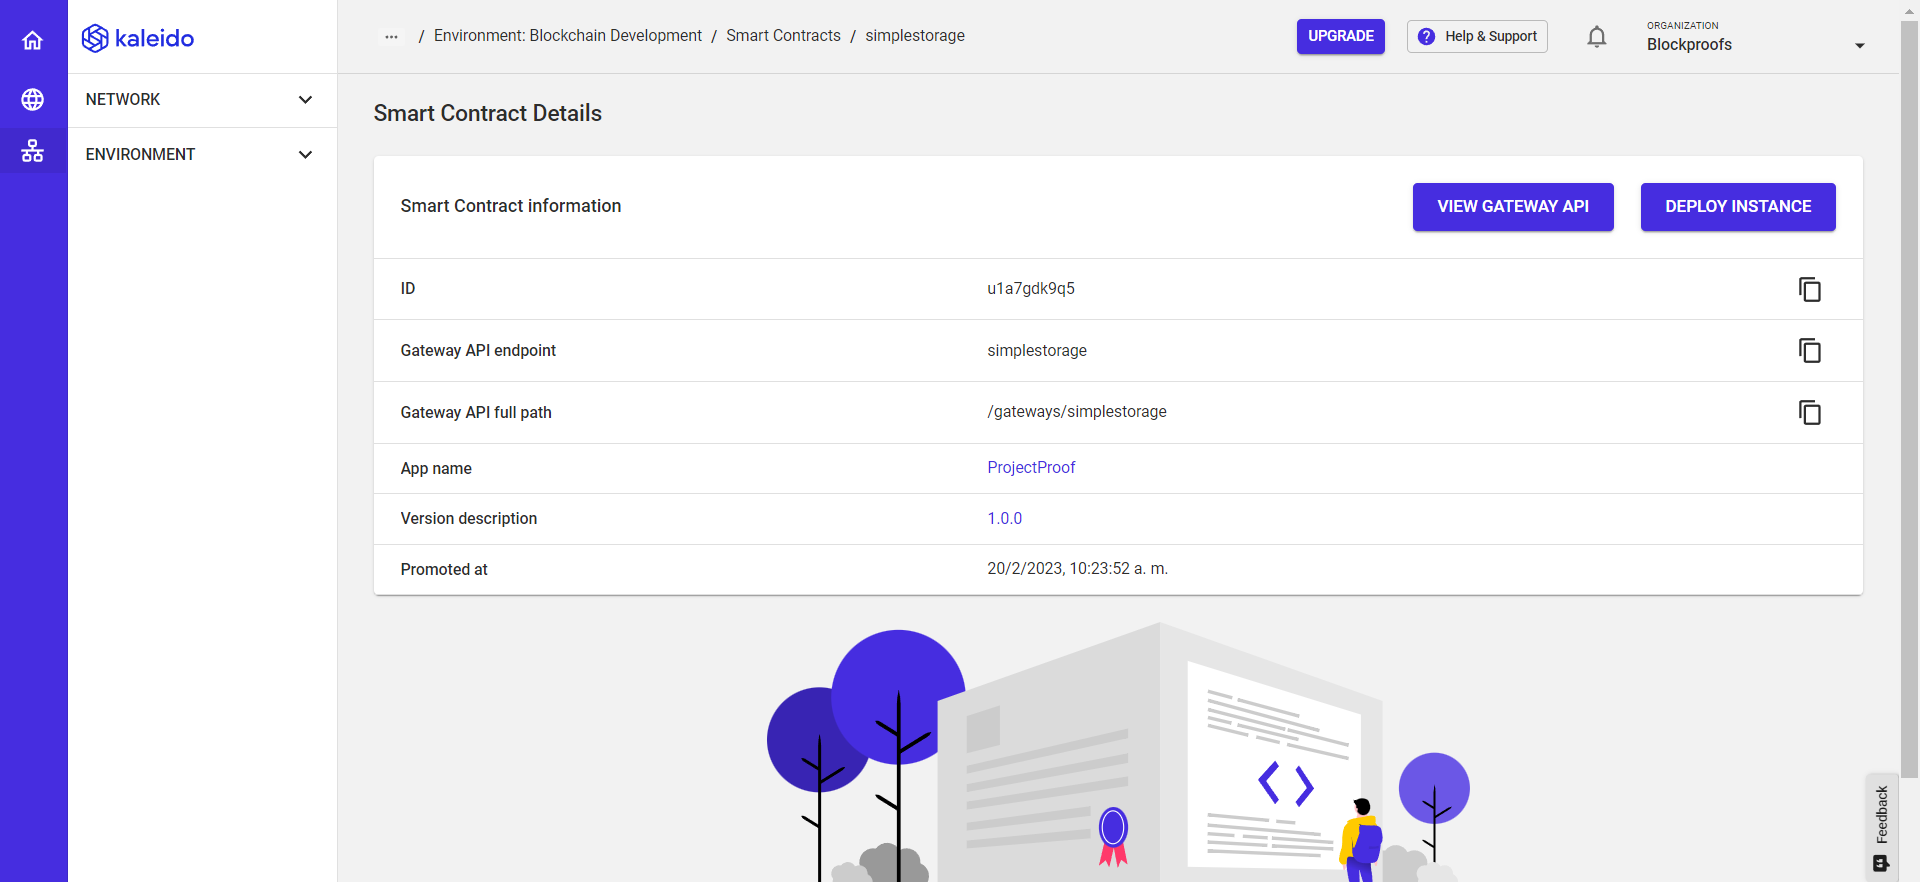 kaleido
... / Environment: Blockchain Development / Smart Contracts / simplestorage
UPGRADE
Help & Support
ORGANIZATION
Blockproofs
NETWORK
ENVIRONMENT
Smart Contract Details
Smart Contract information
VIEW GATEWAY API
DEPLOY INSTANCE
ID u1a7gdk9q5
Gateway API endpoint simplestorage
Gateway API full path /gateways/simplestorage
App name ProjectProof
Version description 1.0.0
Promoted at 20/2/2023, 10:23:52 a. m.
Feedback